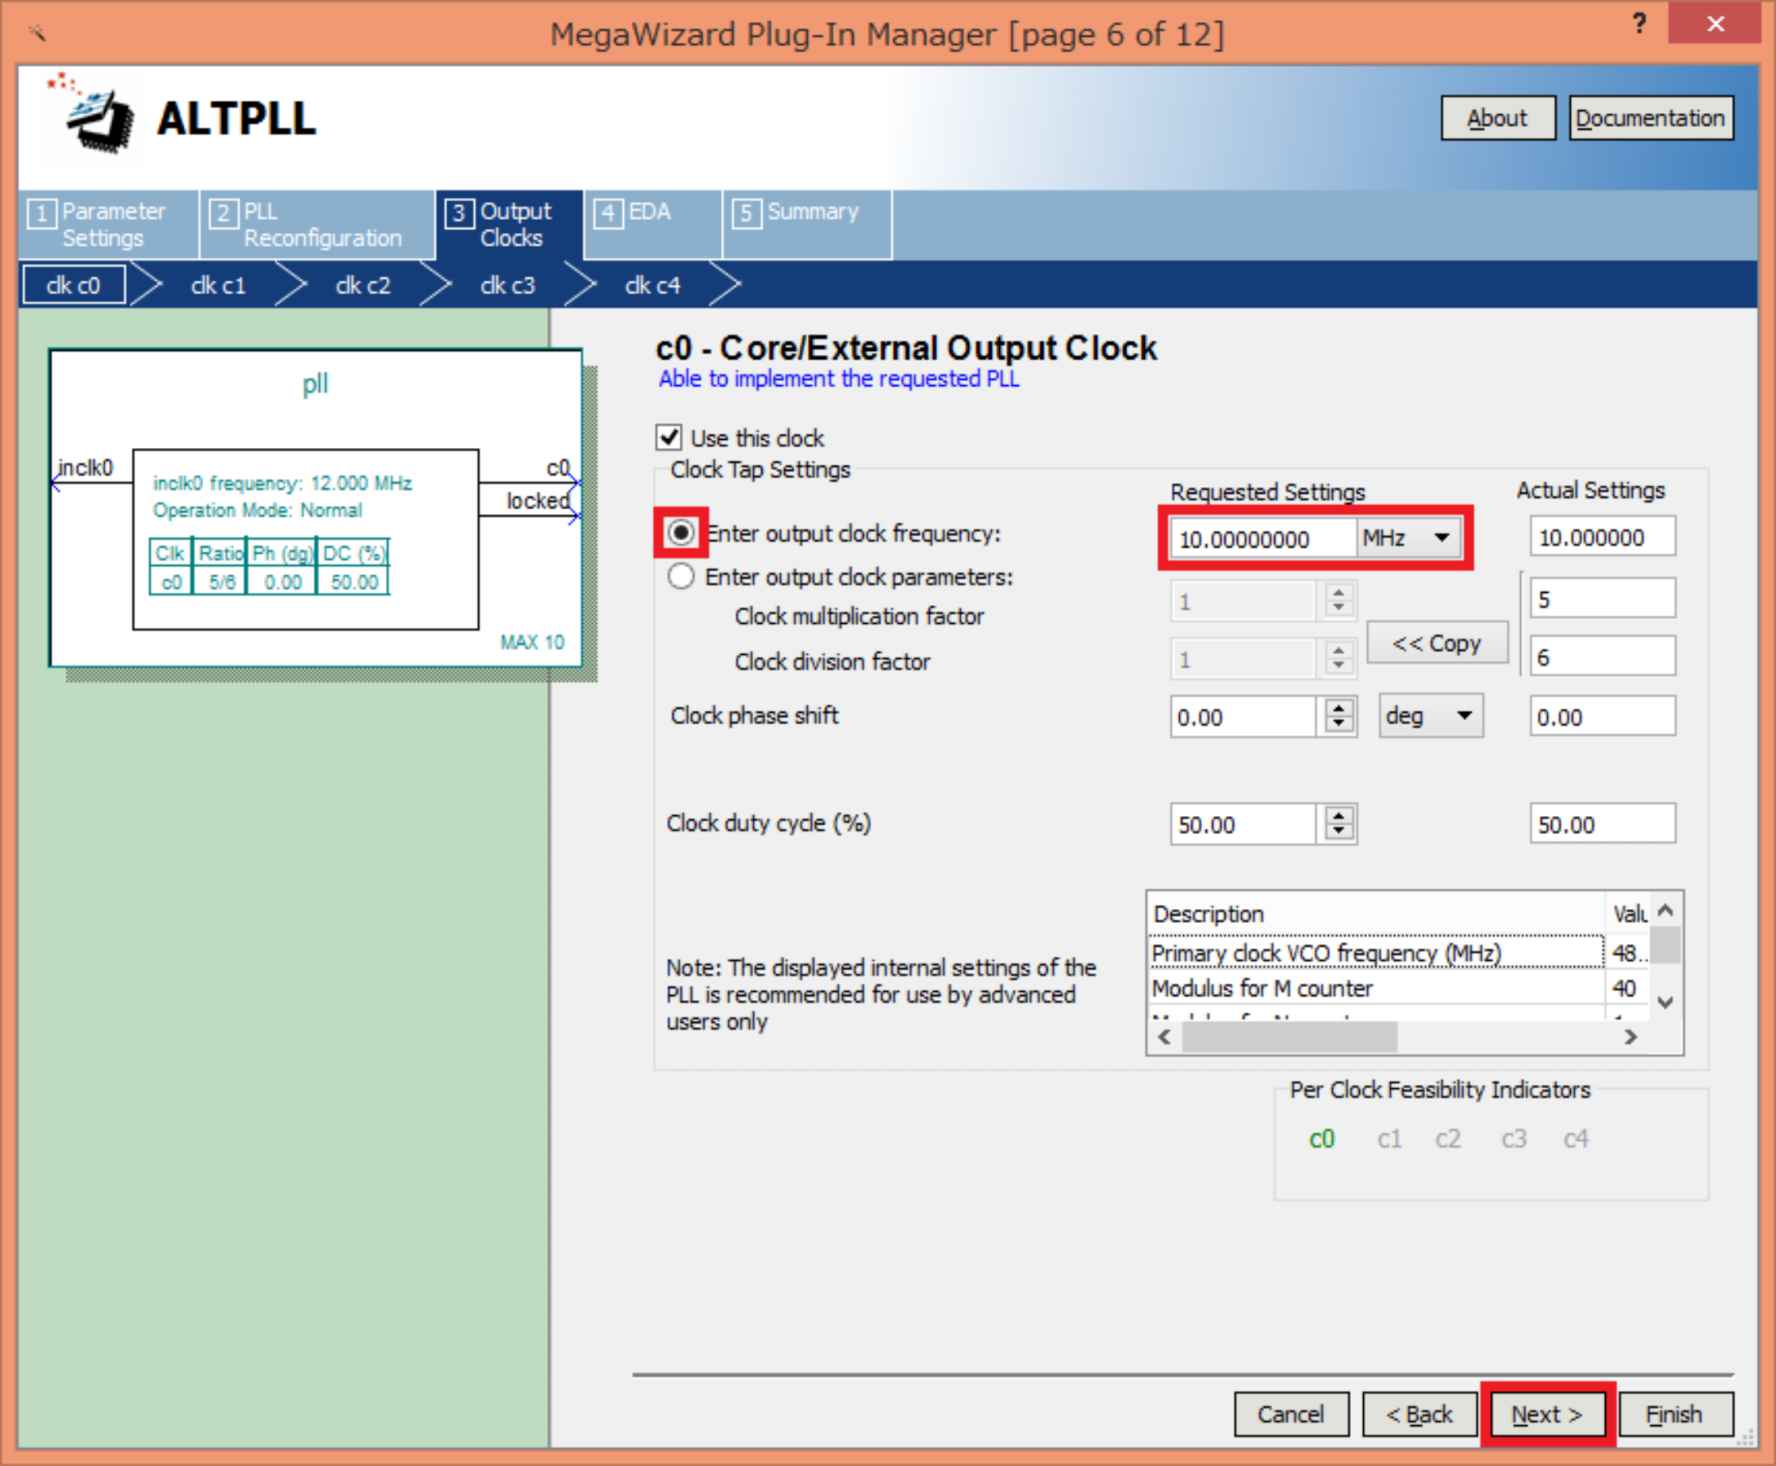 MegaWizard Plug-In Manager [page 6 of 12]
?
ALTPLL
About
Documentation
1 Parameter Settings
2 PLL Reconfiguration
3 Output Clocks
4 EDA
5 Summary
clk c0
clk c1
clk c2
clk c3
clk c4
pll
inclk0
c0
locked
inclk0 frequency: 12.000 MHz
Operation Mode: Normal
Clk Ratio Ph (dg) DC (%)
c0 5/6 0.00 50.00
MAX 10
c0 - Core/External Output Clock
Able to implement the requested PLL
Use this clock
Clock Tap Settings
Requested Settings
Actual Settings
Enter output clock frequency:
10.00000000 MHz
10.000000
Enter output clock parameters:
Clock multiplication factor
1
5
<< Copy
Clock division factor
1
6
Clock phase shift
0.00
deg
0.00
Clock duty cycle (%)
50.00
50.00
Note: The displayed internal settings of the
PLL is recommended for use by advanced
users only
Description
Primary clock VCO frequency (MHz) 48..
Modulus for M counter 40
Per Clock Feasibility Indicators
c0 c1 c2 c3 c4
Cancel
< Back
Next >
Finish